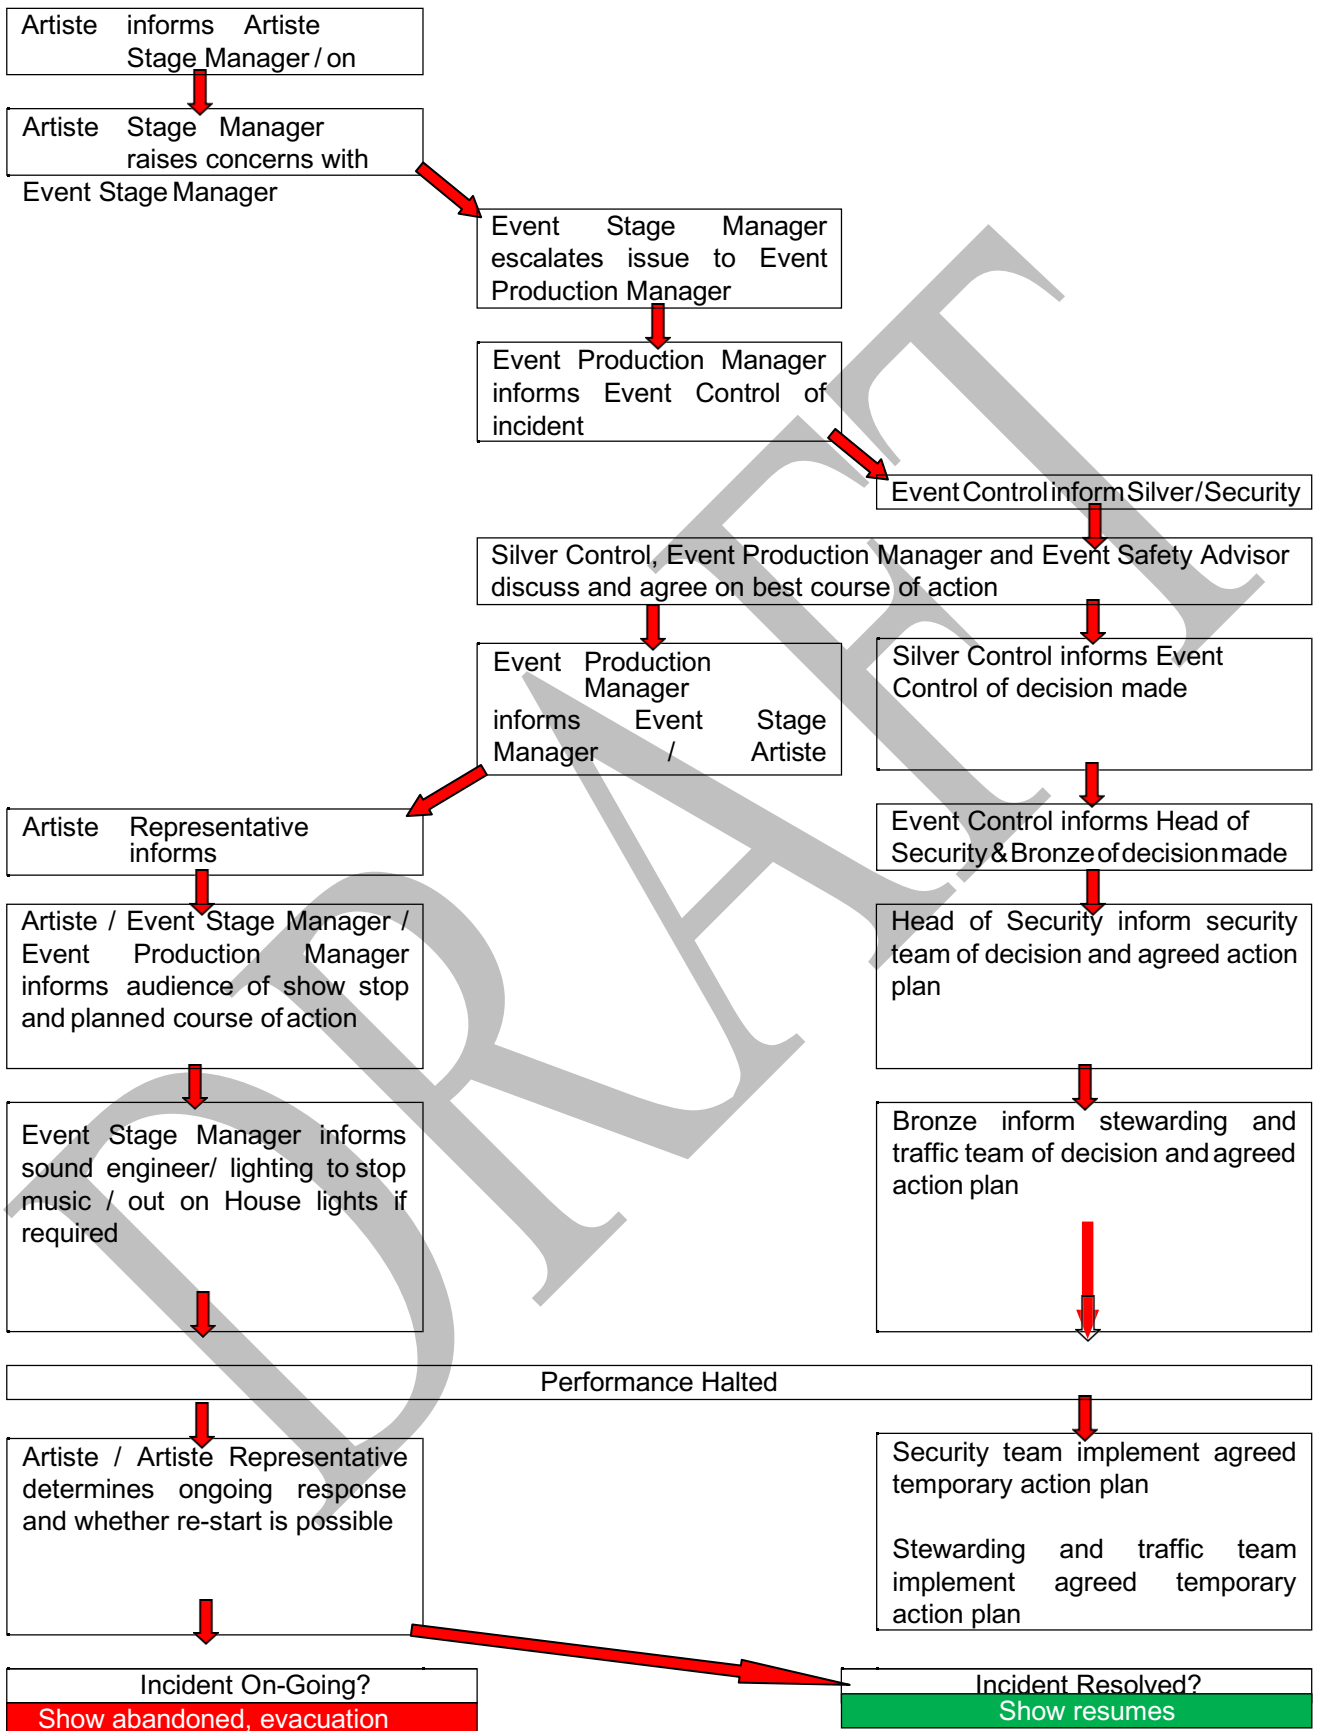 Artiste informs Artiste
Stage Manager / on
Artiste Stage Manager
raises concerns with
Event Stage Manager
Event Stage Manager
escalates issue to Event
Production Manager
Event Production Manager
informs Event Control of
incident
Event Control inform Silver / Security
Silver Control, Event Production Manager and Event Safety Advisor
discuss and agree on best course of action
Event Production
Manager
informs Event Stage
Manager / Artiste
Silver Control informs Event
Control of decision made
Artiste Representative
informs
Event Control informs Head of
Security & Bronze of decision made
Artiste / Event Stage Manager /
Event Production Manager
informs audience of show stop
and planned course of action
Head of Security inform security
team of decision and agreed action
plan
Event Stage Manager informs
sound engineer/ lighting to stop
music / out on House lights if
required
Bronze inform stewarding and
traffic team of decision and agreed
action plan
Performance Halted
Artiste / Artiste Representative
determines ongoing response
and whether re-start is possible
Security team implement agreed
temporary action plan
Stewarding and traffic team
implement agreed temporary
action plan
Incident On-Going?
Show abandoned, evacuation
Incident Resolved?
Show resumes
DRAFT